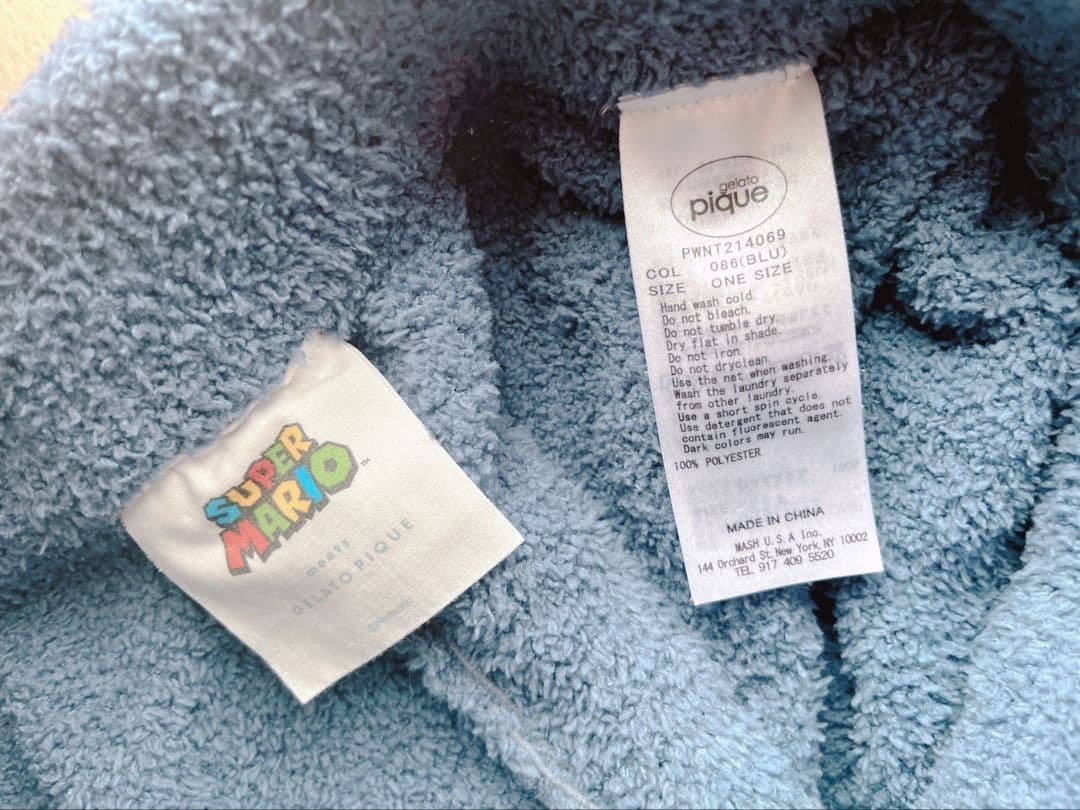 SUPER
MARIO™
meets
GELATO PIQUE
gelato
pique
PWNT214069
COL 086(BLU)
SIZE ONE SIZE
Hand wash cold.
Do not bleach.
Do not tumble dry.
Dry flat in shade.
Do not iron.
Do not dryclean.
Use the net when washing.
Wash the laundry separately
from other laundry.
Use a short spin cycle.
Use detergent that does not
contain fluorescent agent.
Dark colors may run.
100% POLYESTER
MADE IN CHINA
MASH U.S.A Inc.
144 Orchard St. New York, NY 10002
TEL 917 409 5520